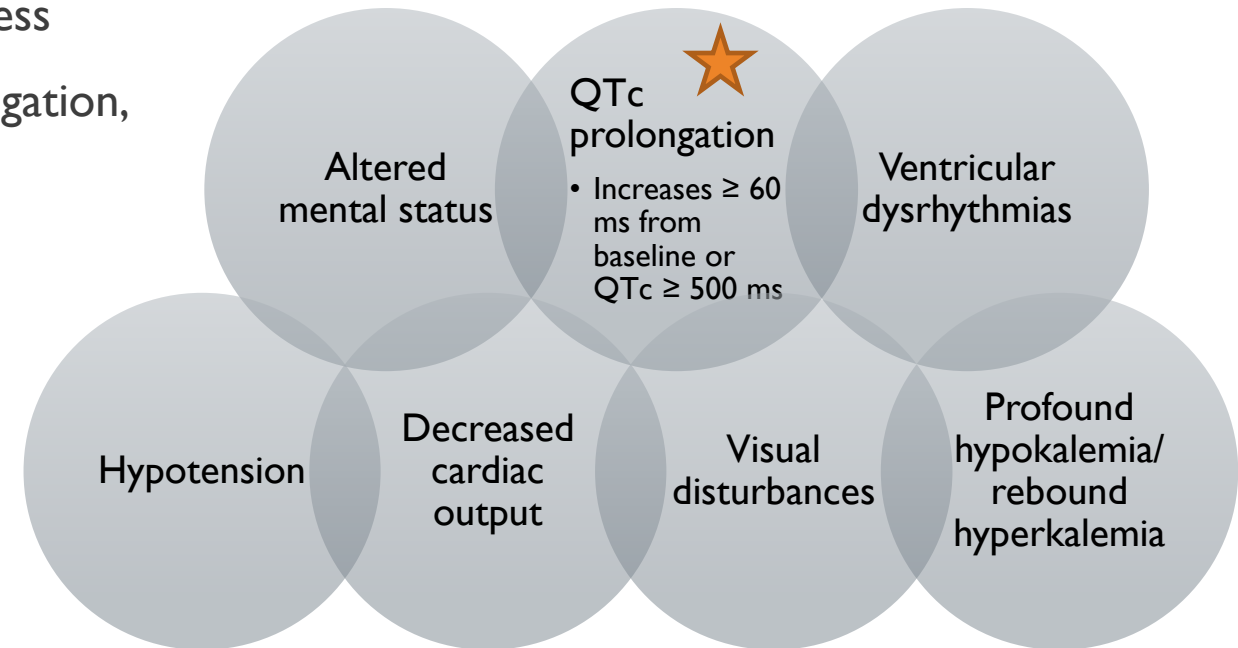 ess
gation,
Altered
mental status
QTc
prolongation
• Increases ≥ 60
ms from
baseline or
QTc ≥ 500 ms
Ventricular
dysrhythmias
Hypotension
Decreased
cardiac
output
Visual
disturbances
Profound
hypokalemia/
rebound
hyperkalemia